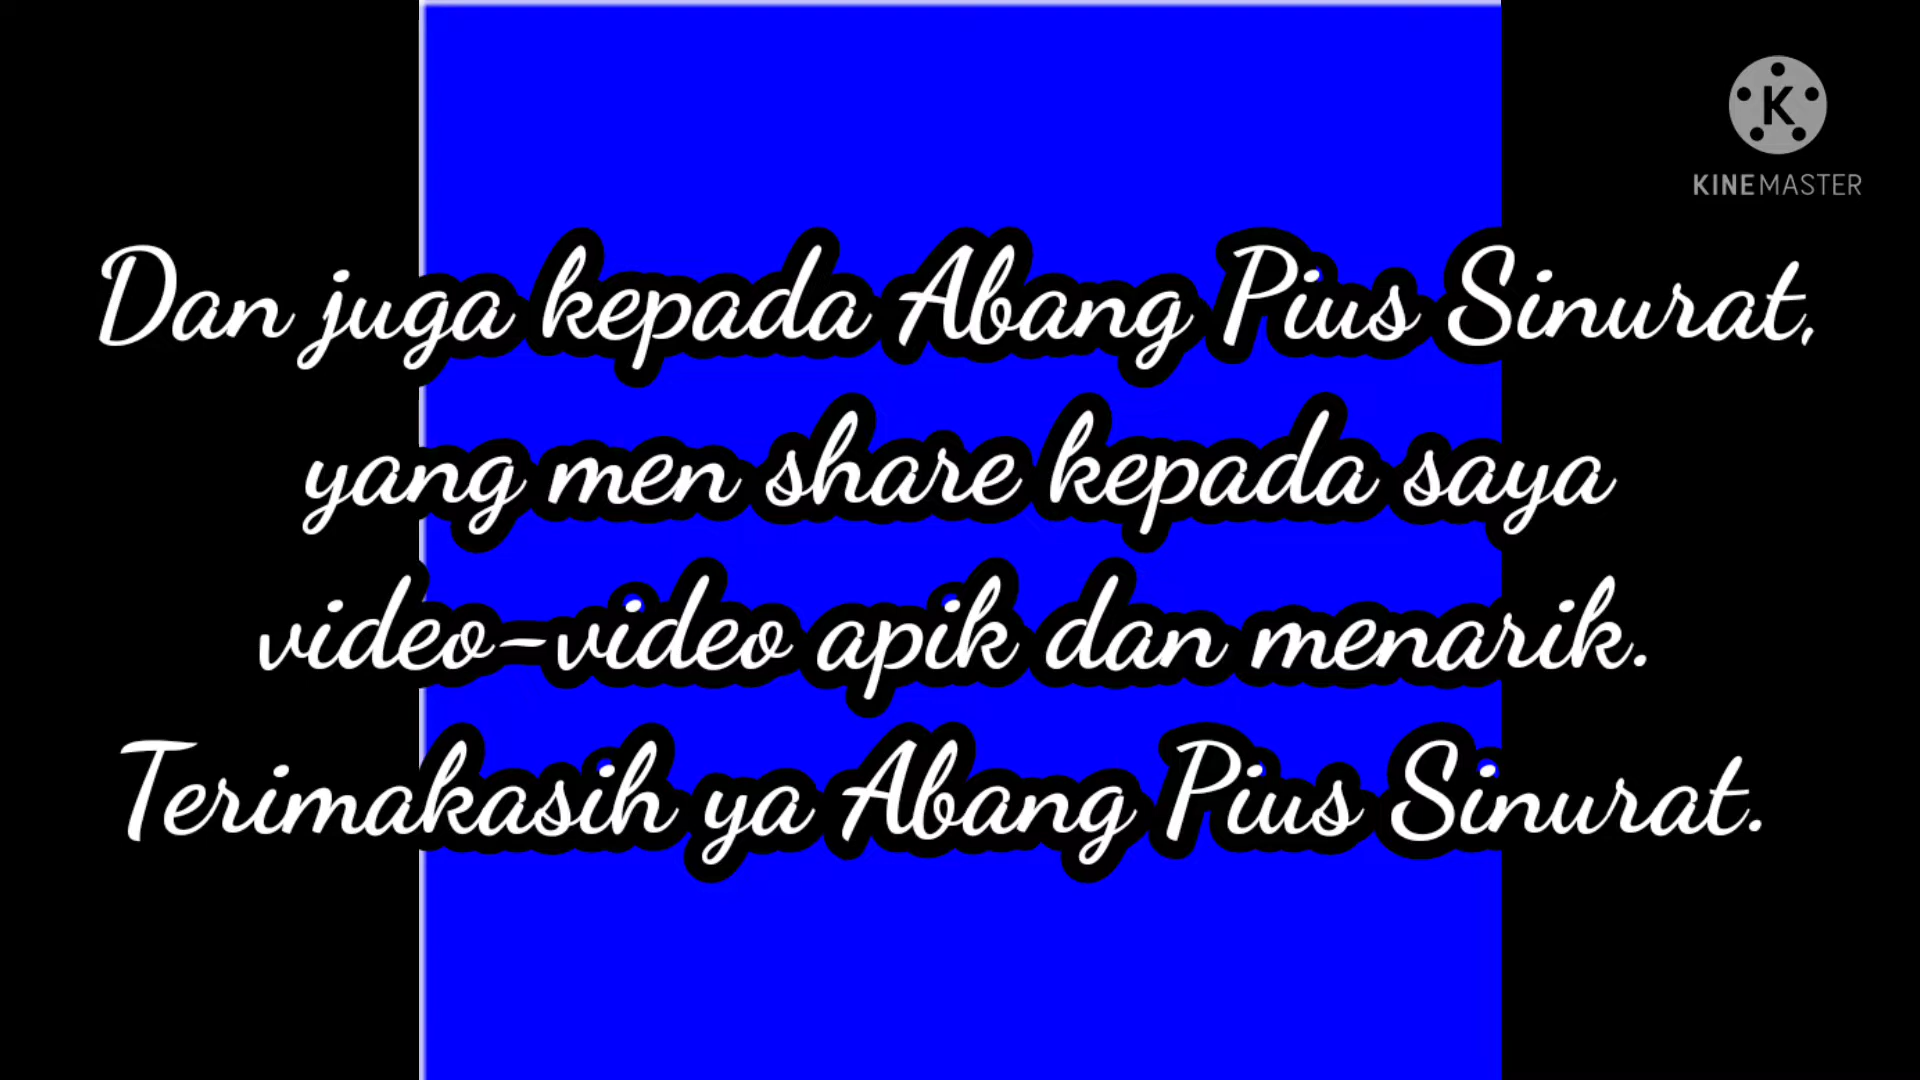 K
KINEMASTER
Dan juga kepada Abang Pius Sinurat,
yang men share kepada saya
video-video apik dan menarik.
Terimakasih ya Abang Pius Sinurat.